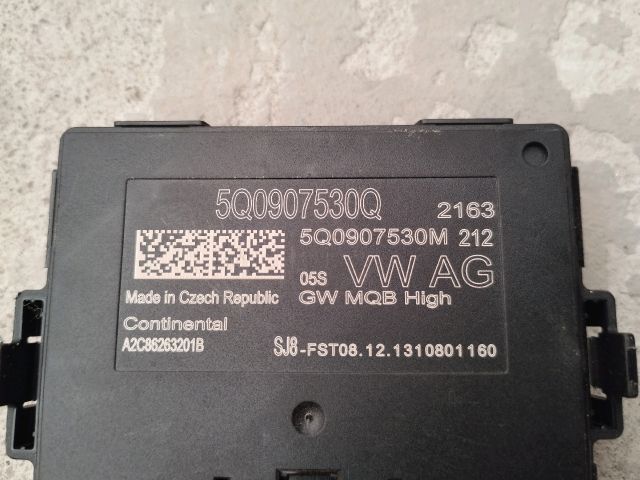 5Q0907530Q 2163
5Q0907530M 212
05S VW AG
Made in Czech Republic GW MQB High
Continental
A2C86263201B SJ8-FST08.12.1310801160